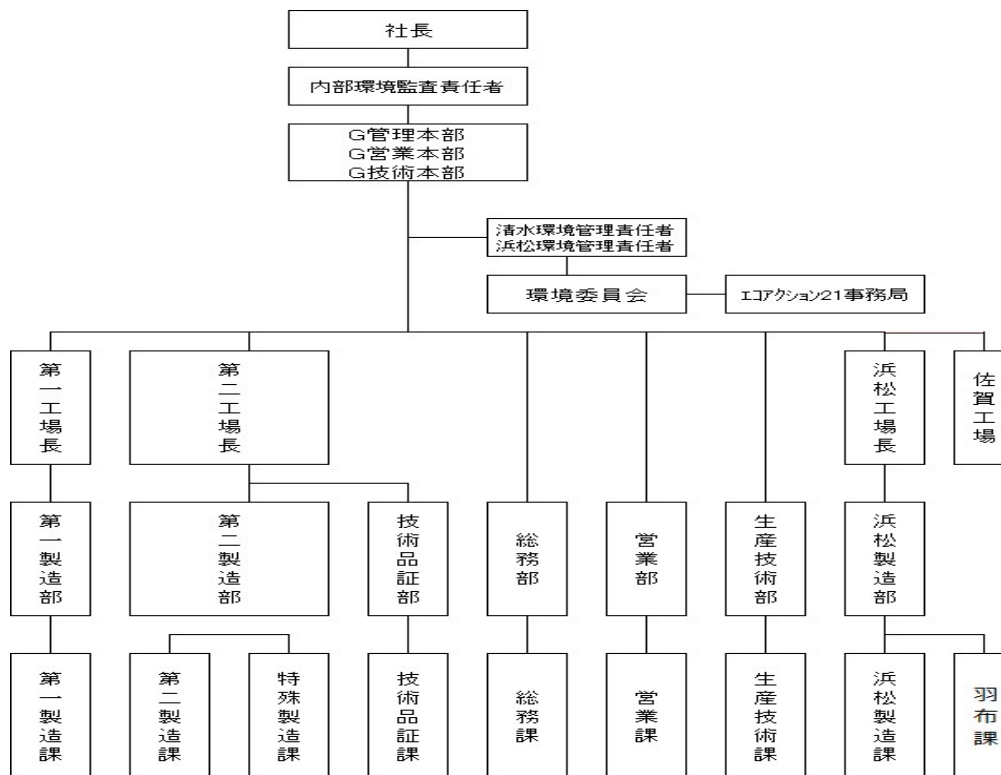 社長
内部環境監査責任者
G管理本部
G営業本部
G技術本部
清水環境管理責任者
浜松環境管理責任者
環境委員会
エコアクション21事務局
第一工場長
第二工場長
浜松工場長
佐賀工場
第一製造部
第二製造部
技術品証部
総務部
営業部
生産技術部
浜松製造部
第一製造課
第二製造課
特殊製造課
技術品証課
総務課
営業課
生産技術課
浜松製造課
羽布課